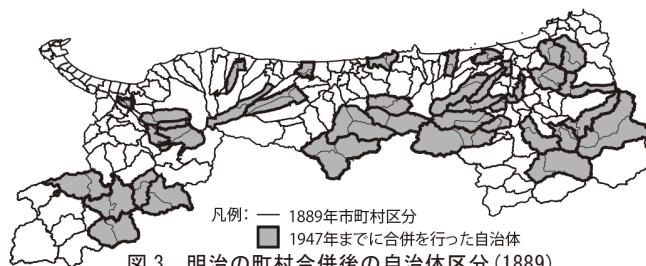 凡例: ― 1889年市町村区分
1947年までに合併を行った自治体
図 3 明治の町村合併後の自治体区分(1889)